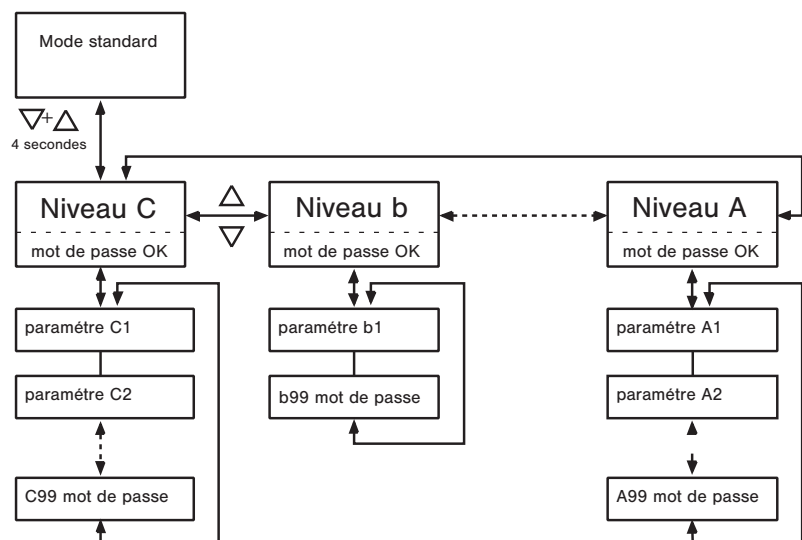 Mode standard
+
4 secondes
Niveau C
mot de passe OK
Niveau b
mot de passe OK
Niveau A
mot de passe OK
paramétre C1
paramétre b1
paramétre A1
paramétre C2
b99 mot de passe
paramétre A2
C99 mot de passe
A99 mot de passe